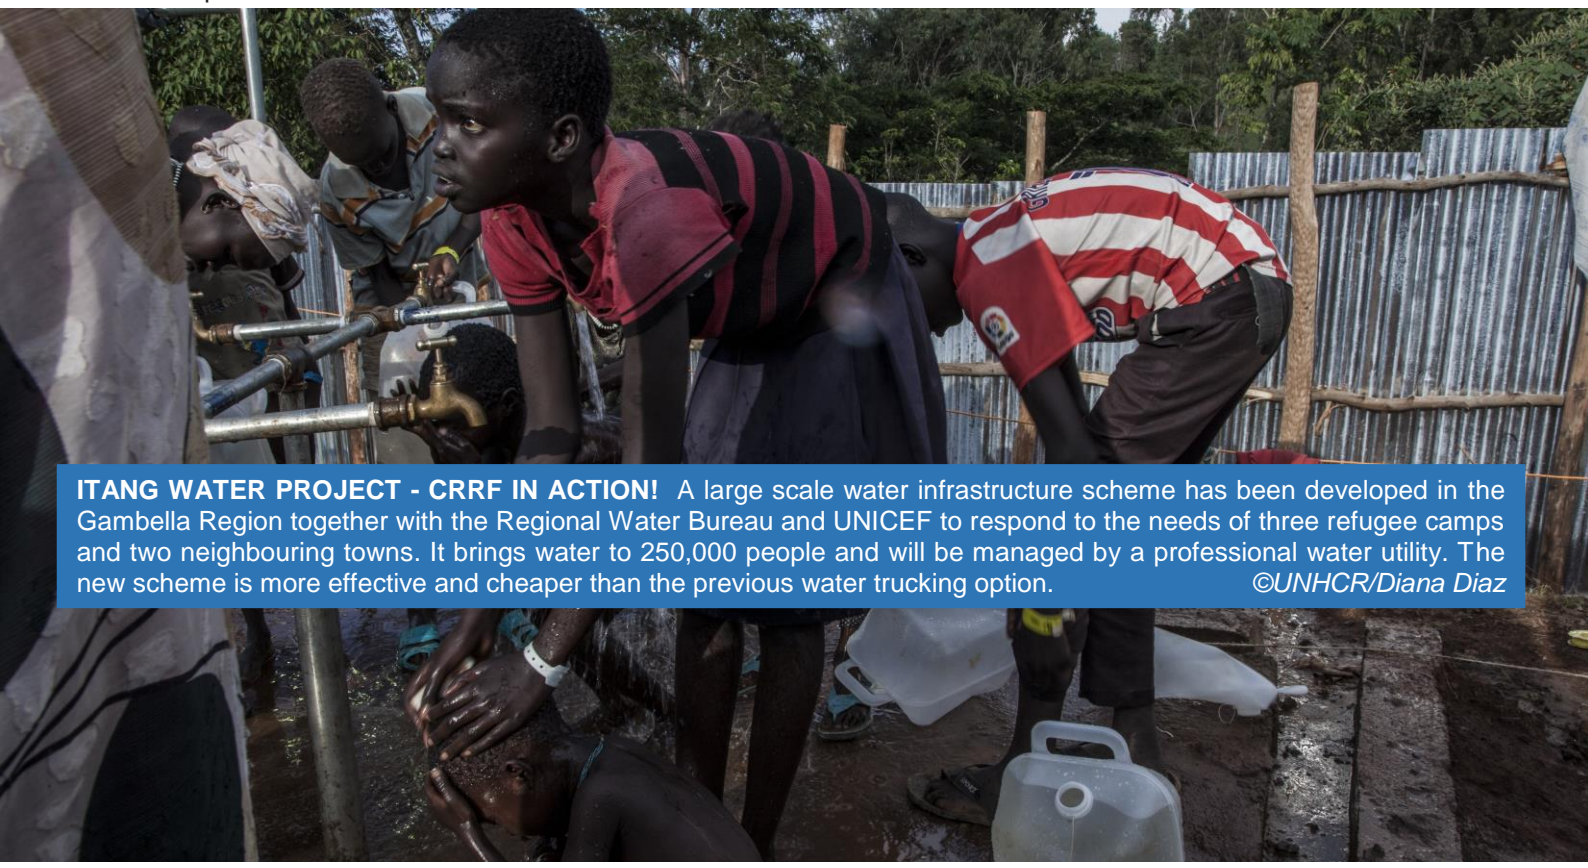 ITANG WATER PROJECT - CRRF IN ACTION! A large scale water infrastructure scheme has been developed in the
Gambella Region together with the Regional Water Bureau and UNICEF to respond to the needs of three refugee camps
and two neighbouring towns. It brings water to 250,000 people and will be managed by a professional water utility. The
new scheme is more effective and cheaper than the previous water trucking option. ©UNHCR/Diana Diaz